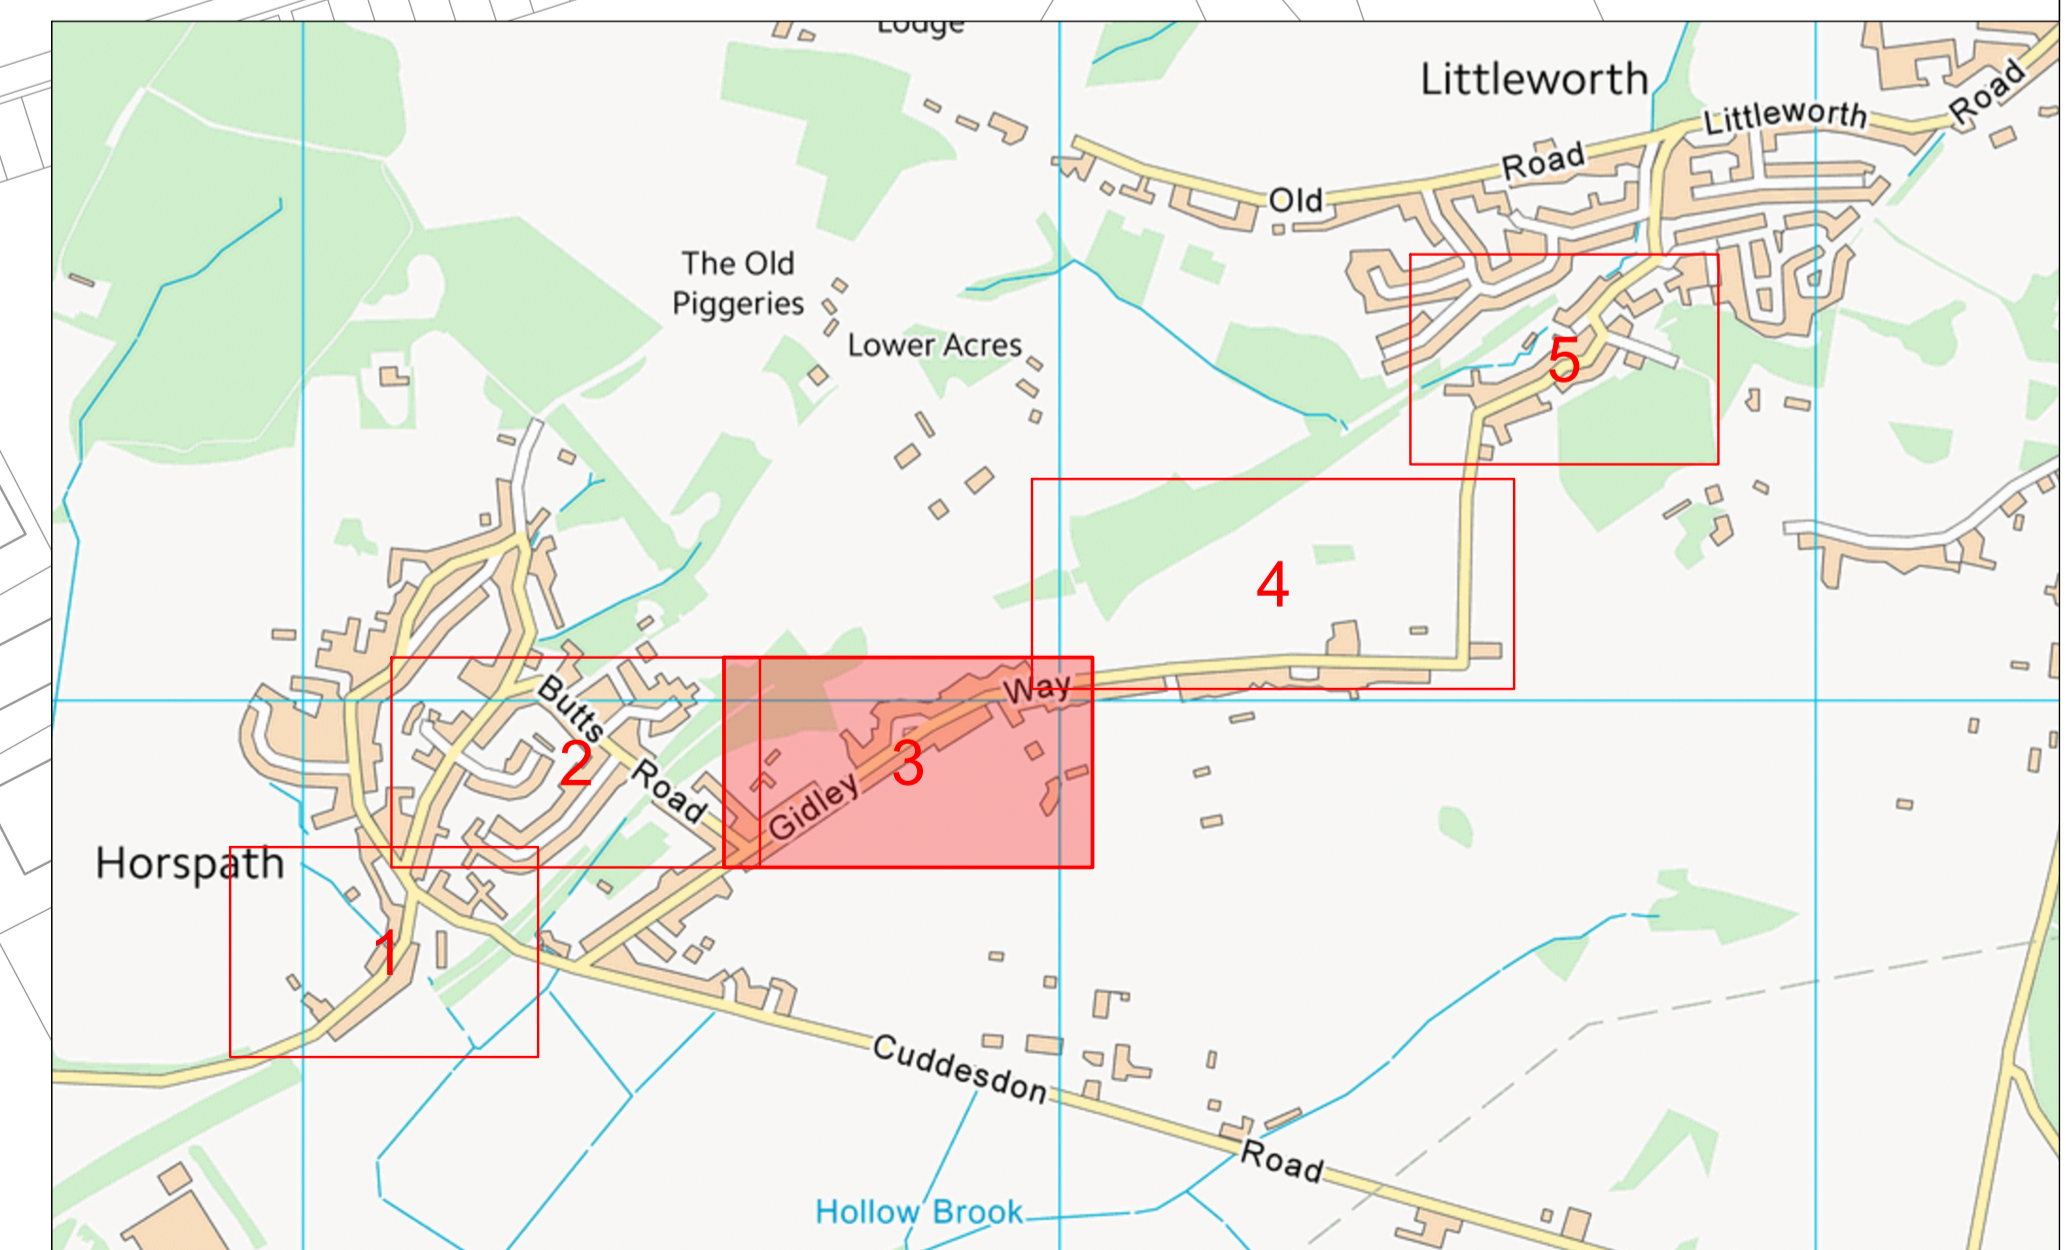 Lodge
Littleworth
Littleworth
Road
Road
Old
The Old
Piggeries
Lower Acres
5
4
Way
Butts
2
3
Road
Gidley
Horspath
1
Cuddesdon
Road
Hollow Brook